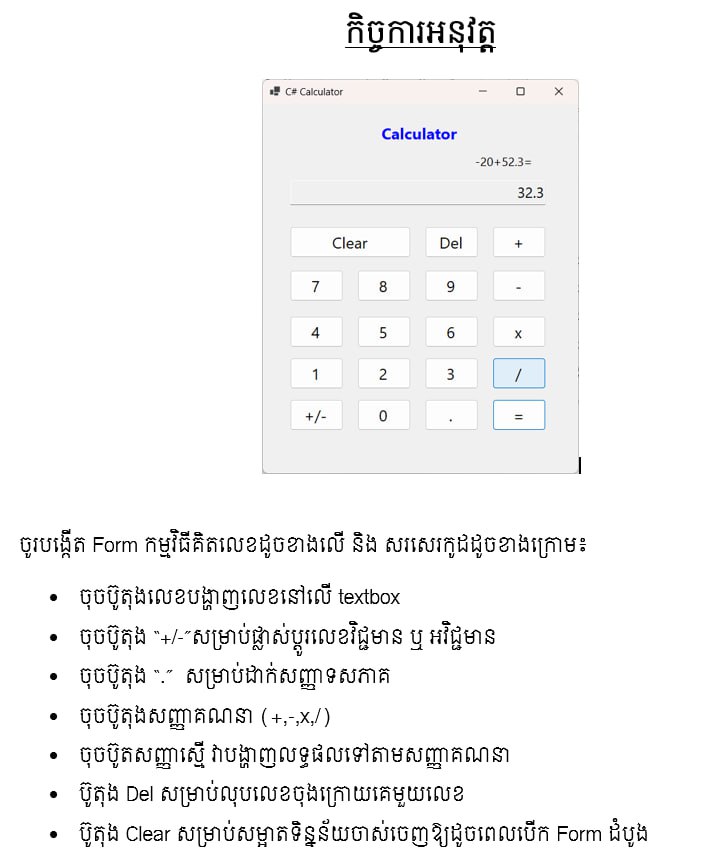 កិច្ចការអនុវត្ត
C# Calculator
Calculator
-20+52.3=
32.3
Clear Del +
7 8 9 -
4 5 6 x
1 2 3 /
+/- 0 . =
ចូរបង្កើត Form កម្មវិធីគិតលេខដូចខាងលើ និង សរសេរកូដដូចខាងក្រោម៖
• ចុចប៊ូតុងលេខបង្ហាញលេខនៅលើ textbox
• ចុចប៊ូតុង “+/-”សម្រាប់ផ្លាស់ប្តូរលេខវិជ្ជមាន ឬ អវិជ្ជមាន
• ចុចប៊ូតុង “.” សម្រាប់ដាក់សញ្ញាទសភាគ
• ចុចប៊ូតុងសញ្ញាគណនា (+,-,x,/)
• ចុចប៊ូតសញ្ញាស្មើ វាបង្ហាញលទ្ធផលទៅតាមសញ្ញាគណនា
• ប៊ូតុង Del សម្រាប់លុបលេខចុងក្រោយគេមួយលេខ
• ប៊ូតុង Clear សម្រាប់សម្អាតទិន្នន័យចាស់ចេញឱ្យដូចពេលបើក Form ដំបូង